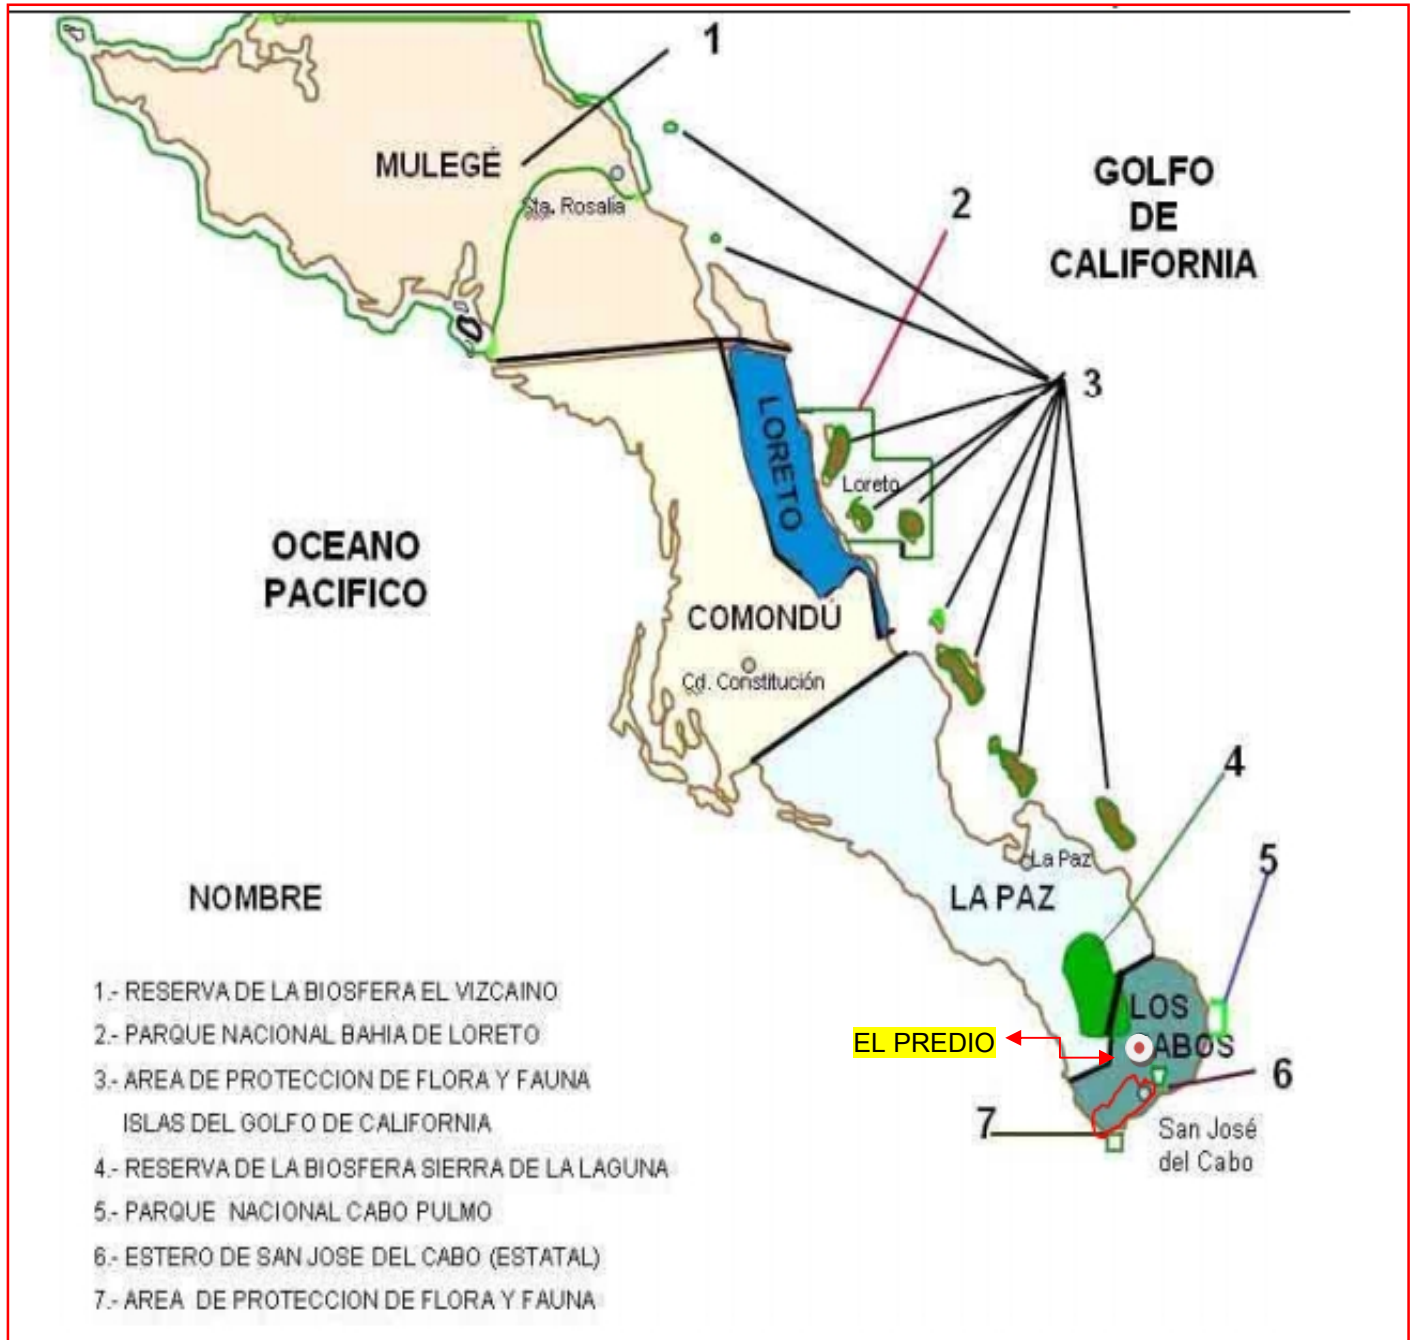 1
MULEGÉ
Sta. Rosalía
GOLFO
DE
CALIFORNIA
2
3
LORETO
Loreto
OCEANO
PACIFICO
COMONDÚ
Cd. Constitución
4
La Paz
5
NOMBRE
LA PAZ
1.- RESERVA DE LA BIOSFERA EL VIZCAINO
2.- PARQUE NACIONAL BAHIA DE LORETO
3.- AREA DE PROTECCION DE FLORA Y FAUNA
ISLAS DEL GOLFO DE CALIFORNIA
4.- RESERVA DE LA BIOSFERA SIERRA DE LA LAGUNA
5.- PARQUE NACIONAL CABO PULMO
6.- ESTERO DE SAN JOSE DEL CABO (ESTATAL)
7.- AREA DE PROTECCION DE FLORA Y FAUNA
LOS
ABOS
EL PREDIO
6
7
San José
del Cabo